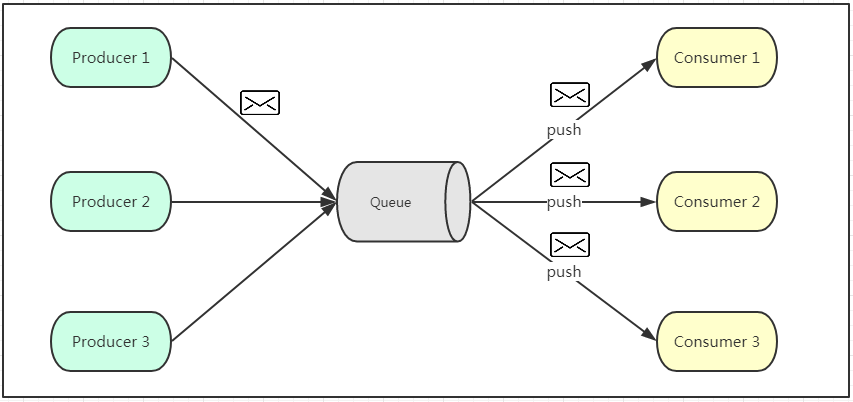 Producer 1
Consumer 1
push
Producer 2
Queue
push
Consumer 2
push
Producer 3
Consumer 3